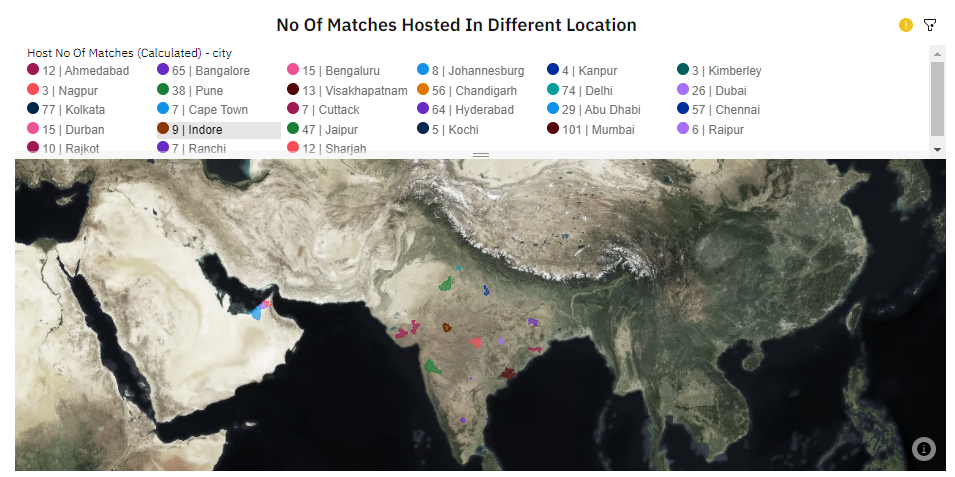 No Of Matches Hosted In Different Location
Host No Of Matches (Calculated) - city
12 | Ahmedabad 65 | Bangalore 15 | Bengaluru 8 | Johannesburg 4 | Kanpur 3 | Kimberley
3 | Nagpur 38 | Pune 13 | Visakhapatnam 56 | Chandigarh 74 | Delhi 26 | Dubai
77 | Kolkata 7 | Cape Town 7 | Cuttack 64 | Hyderabad 29 | Abu Dhabi 57 | Chennai
15 | Durban 9 | Indore 47 | Jaipur 5 | Kochi 101 | Mumbai 6 | Raipur
10 | Rajkot 7 | Ranchi 12 | Sharjah